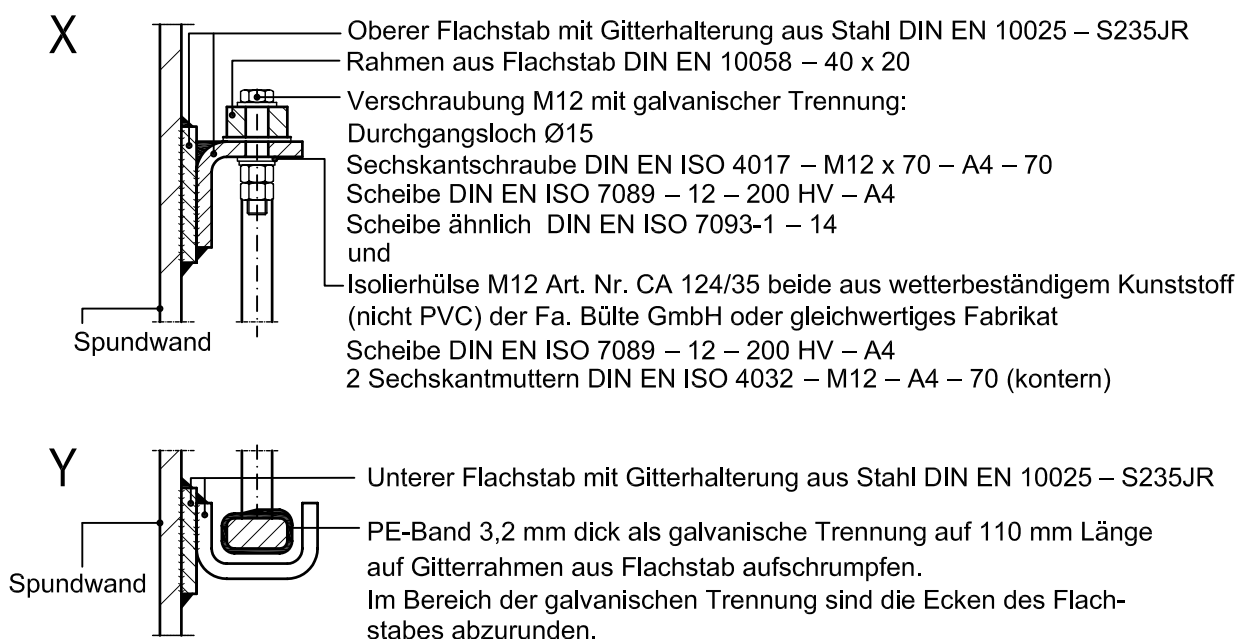 X
Oberer Flachstab mit Gitterhalterung aus Stahl DIN EN 10025 – S235JR
Rahmen aus Flachstab DIN EN 10058 – 40 x 20
Verschraubung M12 mit galvanischer Trennung:
Durchgangsloch Ø15
Sechskantschraube DIN EN ISO 4017 – M12 x 70 – A4 – 70
Scheibe DIN EN ISO 7089 – 12 – 200 HV – A4
Scheibe ähnlich DIN EN ISO 7093-1 – 14
und
Isolierhülse M12 Art. Nr. CA 124/35 beide aus wetterbeständigem Kunststoff
(nicht PVC) der Fa. Bülte GmbH oder gleichwertiges Fabrikat
Spundwand
Scheibe DIN EN ISO 7089 – 12 – 200 HV – A4
2 Sechskantmuttern DIN EN ISO 4032 – M12 – A4 – 70 (kontern)
Y
Unterer Flachstab mit Gitterhalterung aus Stahl DIN EN 10025 – S235JR
PE-Band 3,2 mm dick als galvanische Trennung auf 110 mm Länge
auf Gitterrahmen aus Flachstab aufschrumpfen.
Spundwand
Im Bereich der galvanischen Trennung sind die Ecken des Flach-
stabes abzurunden.